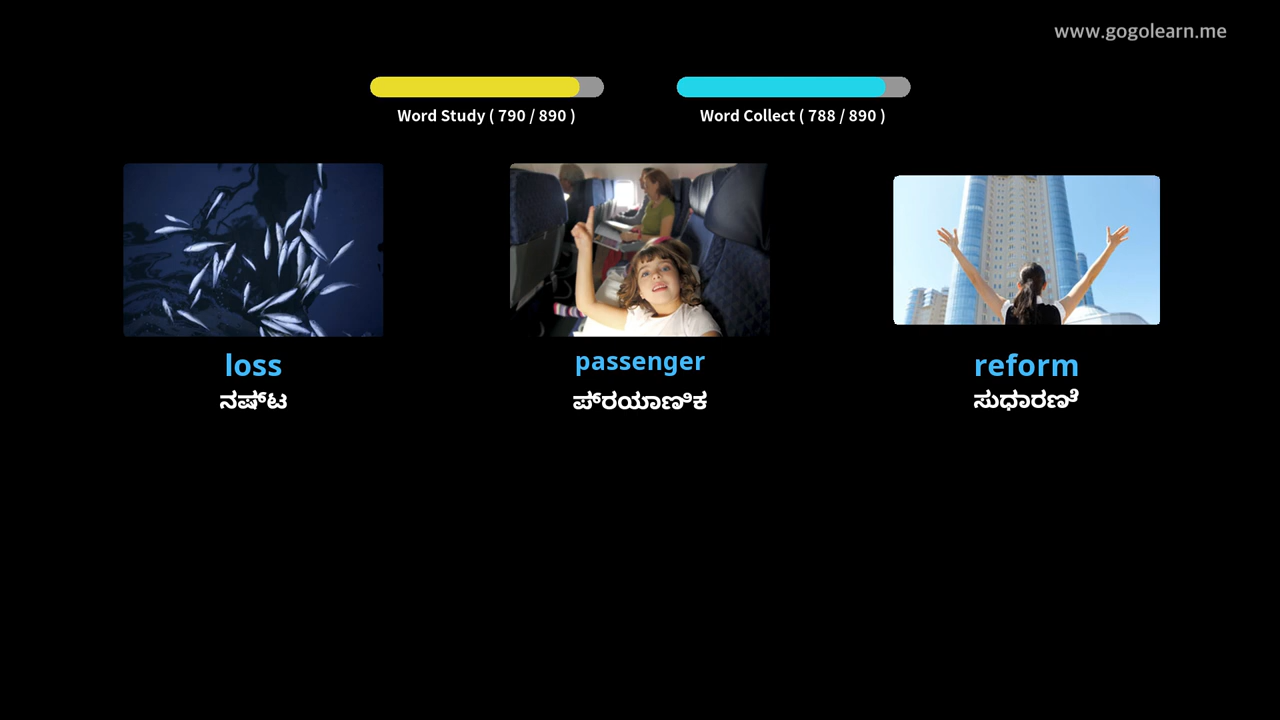 www.gogolearn.me
Word Study ( 790 / 890 )
Word Collect ( 788 / 890 )
loss
passenger
reform
ನಷ್ಟ
ಪ್ರಯಾಣಿಕ
ಸುಧಾರಣೆ